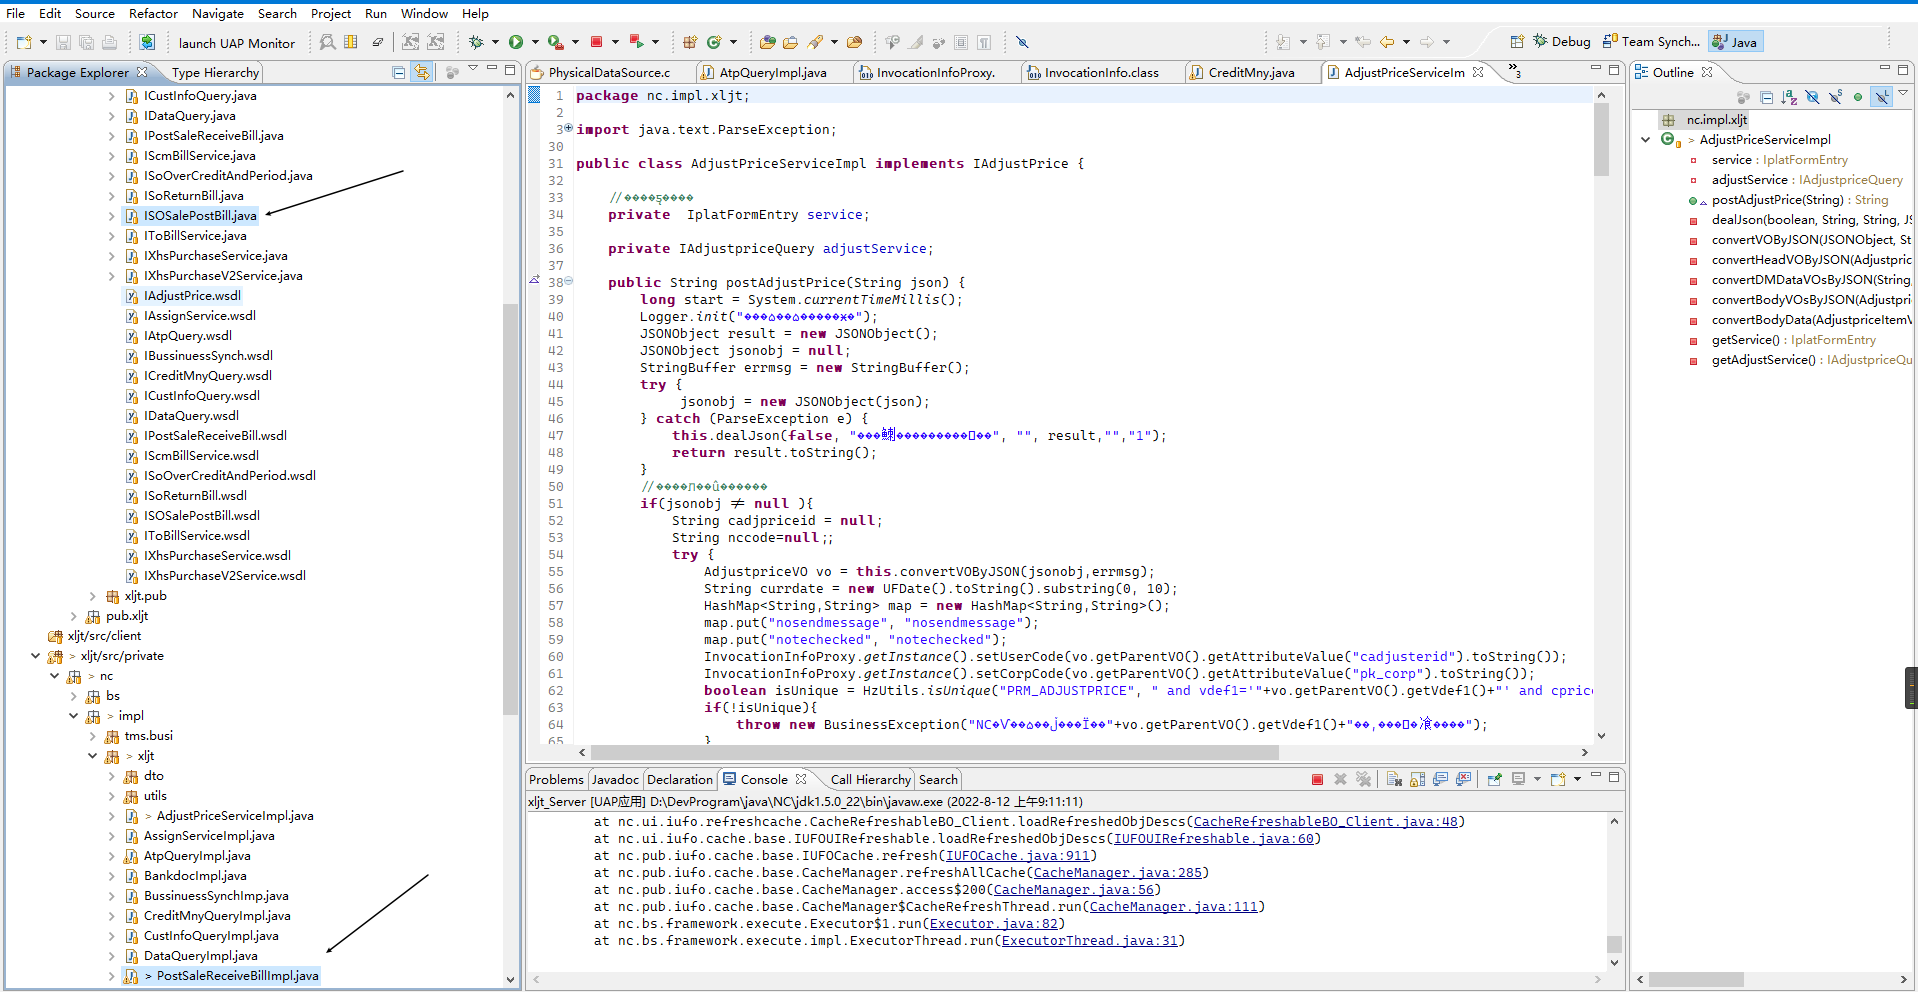 File Edit Source Refactor Navigate Search Project Run Window Help
launch UAP Monitor
Debug Team Synch... Java
Package Explorer Type Hierarchy
ICustInfoQuery.java
IDataQuery.java
IPostSaleReceiveBill.java
IScmBillService.java
ISoOverCreditAndPeriod.java
ISoReturnBill.java
ISOSalePostBill.java
IToBillService.java
IXhsPurchaseService.java
IXhsPurchaseV2Service.java
IAdjustPrice.wsdl
IAssignService.wsdl
IAtpQuery.wsdl
IBussinuessSynch.wsdl
ICreditMnyQuery.wsdl
ICustInfoQuery.wsdl
IDataQuery.wsdl
IPostSaleReceiveBill.wsdl
IScmBillService.wsdl
ISoOverCreditAndPeriod.wsdl
ISoReturnBill.wsdl
ISOSalePostBill.wsdl
IToBillService.wsdl
IXhsPurchaseService.wsdl
IXhsPurchaseV2Service.wsdl
xljt.pub
pub.xljt
xljt/src/client
> xljt/src/private
> nc
bs
> impl
tms.busi
> xljt
dto
utils
> AdjustPriceServiceImpl.java
AssignServiceImpl.java
AtpQueryImpl.java
BankdocImpl.java
BussinuessSynchImp.java
CreditMnyQueryImpl.java
CustInfoQueryImpl.java
DataQueryImpl.java
> PostSaleReceiveBillImpl.java
PhysicalDataSource.c AtpQueryImpl.java InvocationInfoProxy. InvocationInfo.class CreditMny.java AdjustPriceServiceIm »3
1 package nc.impl.xljt;
2
3 import java.text.ParseException;
30
31 public class AdjustPriceServiceImpl implements IAdjustPrice {
32
33 //����ҕ����
34 private IplatFormEntry service;
35
36 private IAdjustpriceQuery adjustService;
37
38 public String postAdjustPrice(String json) {
39 long start = System.currentTimeMillis();
40 Logger.init("
41 JSONObject result = new JSONObject();
42 JSONObject jsonobj = null;
43 StringBuffer errmsg = new StringBuffer();
44 try {
45 jsonobj = new JSONObject(json);
46 } catch (ParseException e) {
47 this.dealJson(false, " ", "", result,"","1");
48 return result.toString();
49 }
50 //
51 if(jsonobj ≠ null ){
52 String cadjpriceid = null;
53 String nccode=null;;
54 try {
55 AdjustpriceVO vo = this.convertVOByJSON(jsonobj,errmsg);
56 String currdate = new UFDate().toString().substring(0, 10);
57 HashMap<String,String> map = new HashMap<String,String>();
58 map.put("nosendmessage", "nosendmessage");
59 map.put("notechecked", "notechecked");
60 InvocationInfoProxy.getInstance().setUserCode(vo.getParentVO().getAttributeValue("cadjusterid").toString());
61 InvocationInfoProxy.getInstance().setCorpCode(vo.getParentVO().getAttributeValue("pk_corp").toString());
62 boolean isUnique = HzUtils.isUnique("PRM_ADJUSTPRICE", " and vdef1='"+vo.getParentVO().getVdef1()+"' and cprice
63 if(!isUnique){
64 throw new BusinessException("NC "+vo.getParentVO().getVdef1()+" ");
65 }
Problems Javadoc Declaration Console Call Hierarchy Search
xljt_Server [UAP应用] D:\DevProgram\java\NC\jdk1.5.0_22\bin\javaw.exe (2022-8-12 上午9:11:11)
at nc.ui.iufo.refreshcache.CacheRefreshableBO_Client.loadRefreshedObjDescs(CacheRefreshableBO_Client.java:48)
at nc.ui.iufo.cache.base.IUFOUIRefreshable.loadRefreshedObjDescs(IUFOUIRefreshable.java:60)
at nc.pub.iufo.cache.base.IUFOCache.refresh(IUFOCache.java:911)
at nc.pub.iufo.cache.base.CacheManager.refreshAllCache(CacheManager.java:285)
at nc.pub.iufo.cache.base.CacheManager.access$200(CacheManager.java:56)
at nc.pub.iufo.cache.base.CacheManager$CacheRefreshThread.run(CacheManager.java:111)
at nc.bs.framework.execute.Executor$1.run(Executor.java:82)
at nc.bs.framework.execute.impl.ExecutorThread.run(ExecutorThread.java:31)
Outline
nc.impl.xljt
> AdjustPriceServiceImpl
service : IplatFormEntry
adjustService : IAdjustpriceQuery
postAdjustPrice(String) : String
dealJson(boolean, String, String, JS
convertVOByJSON(JSONObject, St
convertHeadVOByJSON(Adjustpric
convertDMDataVOsByJSON(String,
convertBodyVOsByJSON(Adjustpri
convertBodyData(AdjustpriceItemV
getService() : IplatFormEntry
getAdjustService() : IAdjustpriceQu